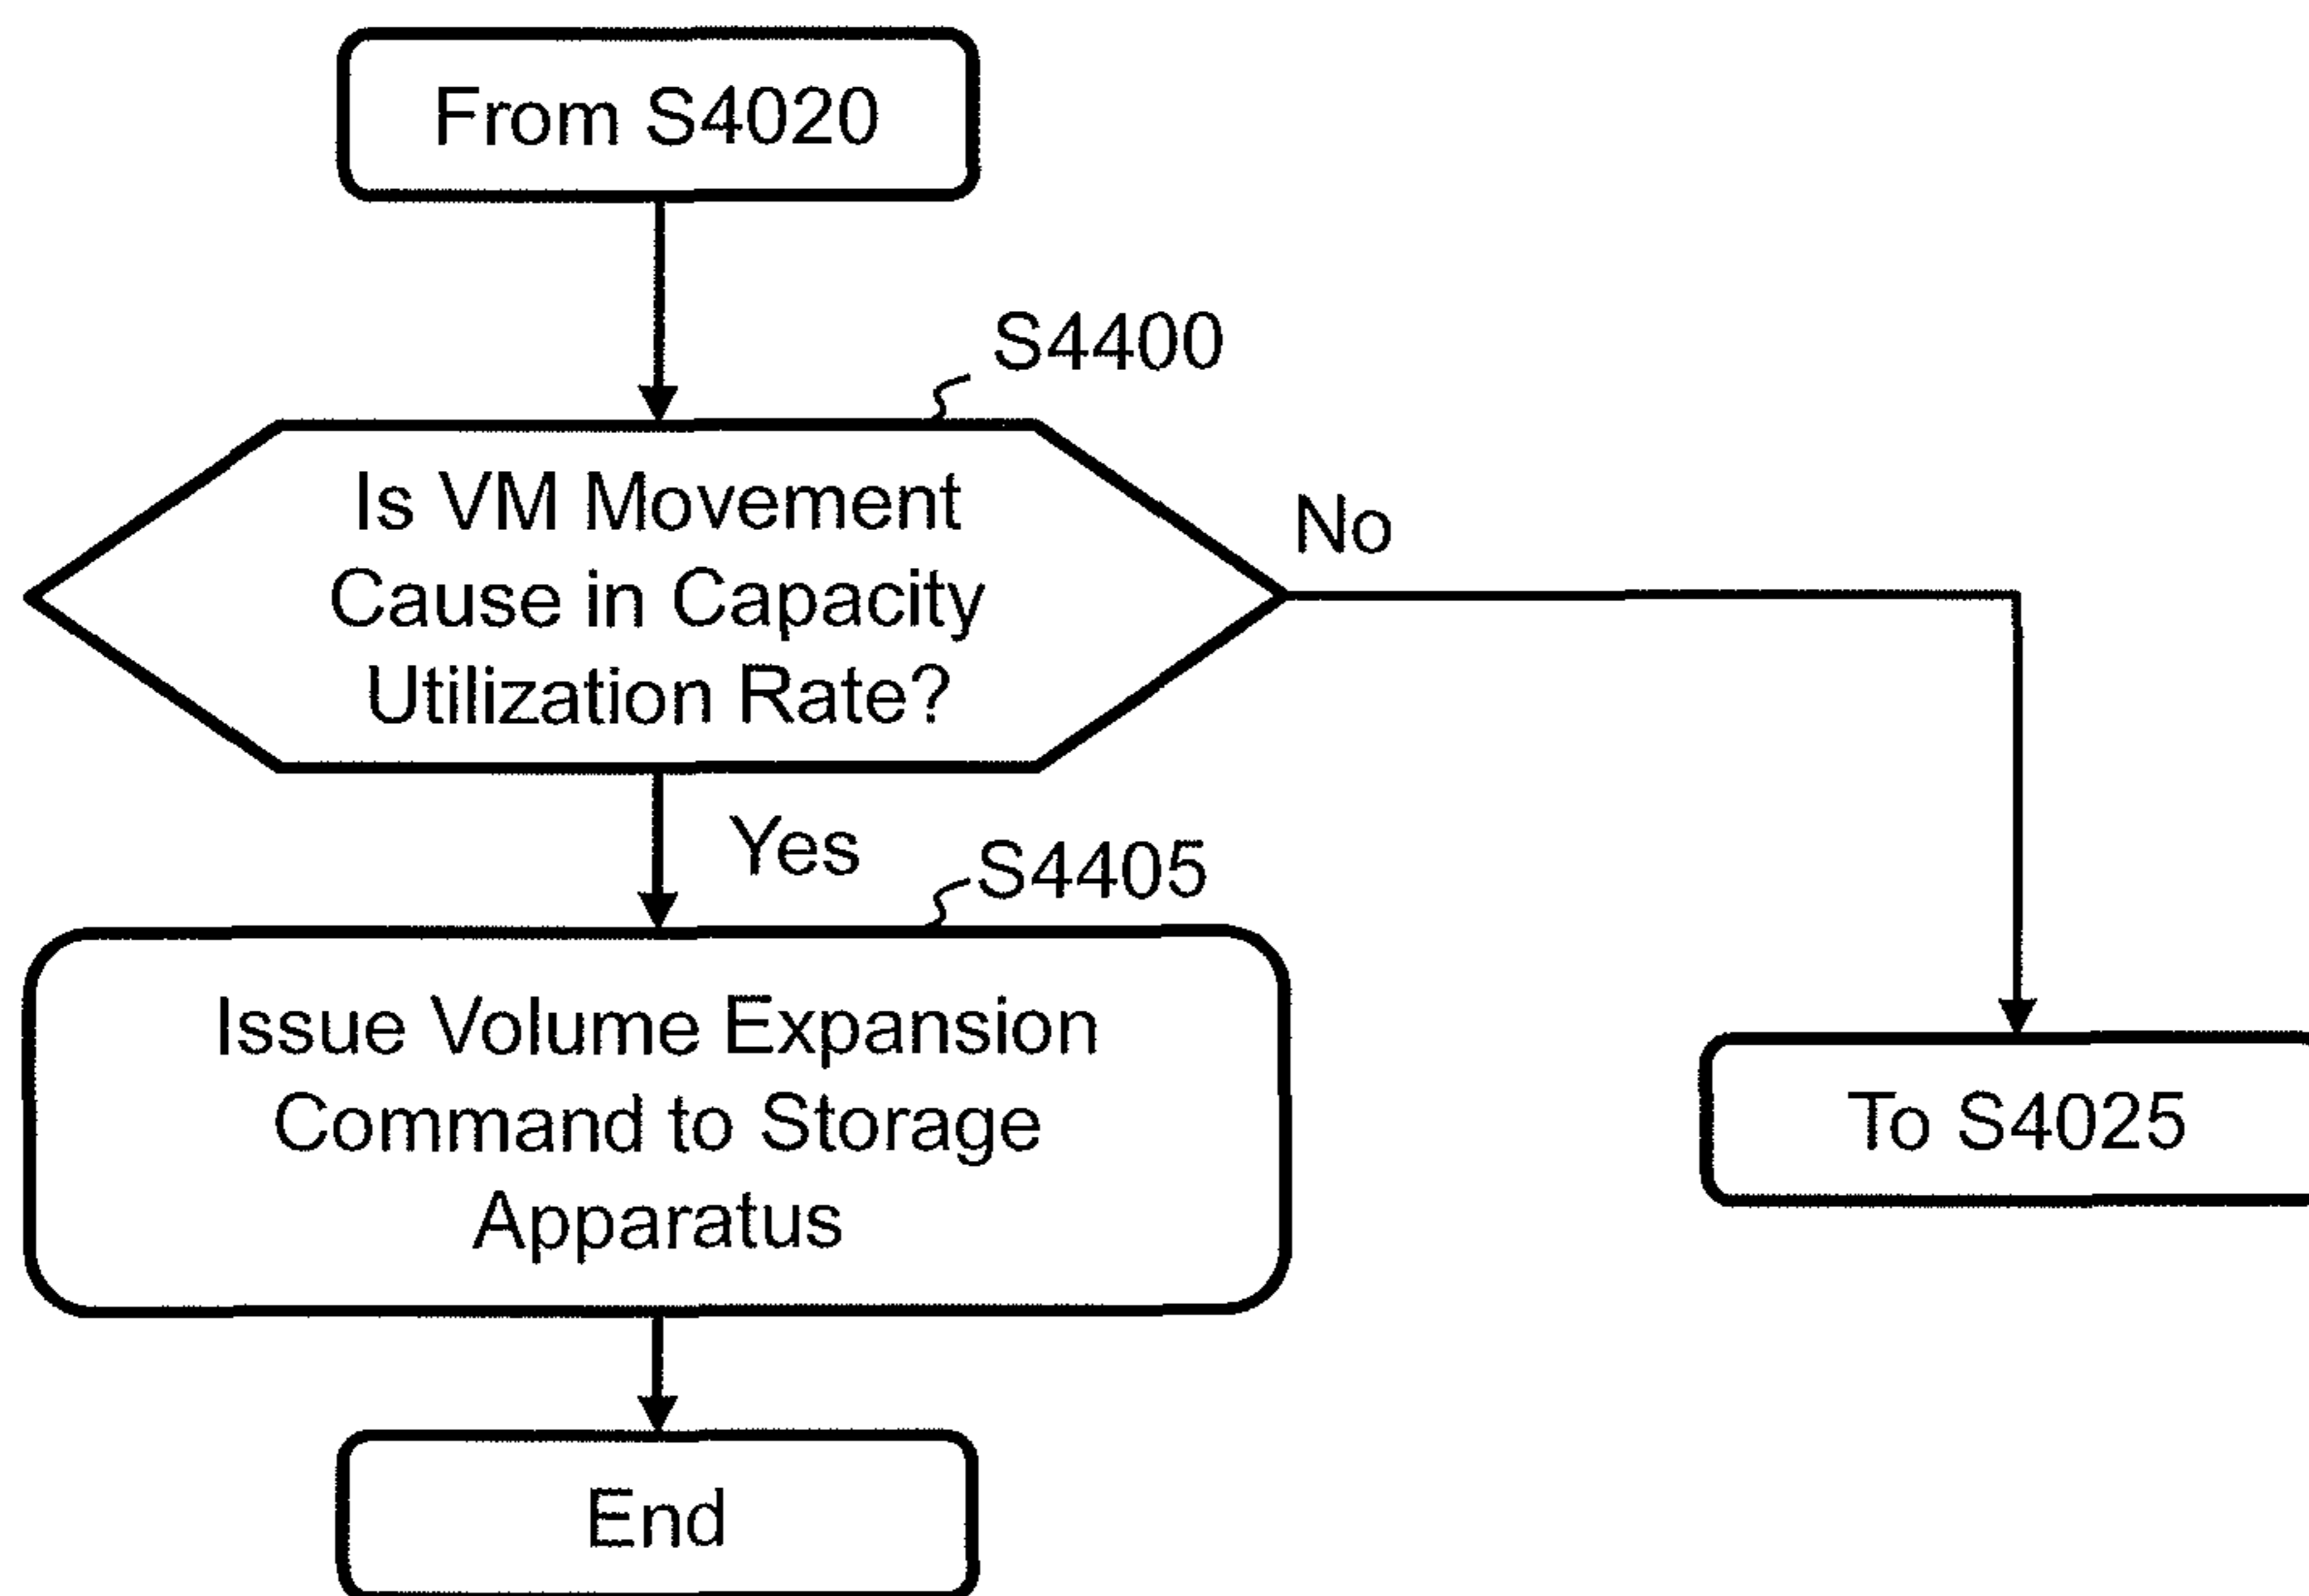 From S4020
S4400
Is VM Movement
Cause in Capacity
Utilization Rate?
No
Yes
S4405
Issue Volume Expansion
Command to Storage
Apparatus
To S4025
End